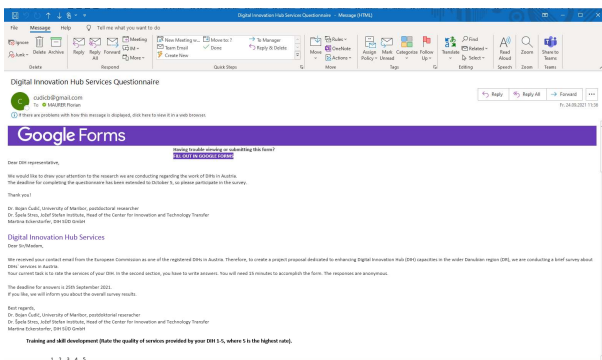 Digital Innovation Hub Services Questionnaire - Message (HTML)
File Message Help Tell me what you want to do
Ignore
Junk
Delete Archive
Reply Reply All Forward
Meeting
IM
More
New Meeting w...
Team Email
Create New
Move to: ?
Done
To Manager
Reply & Delete
Move
Rules
OneNote
Actions
Assign Policy
Mark Unread
Categorize
Follow Up
Translate
Find
Related
Select
Read Aloud
Zoom
Share to Teams
Delete Respond Quick Steps Move Tags Editing Speech Zoom Teams
Digital Innovation Hub Services Questionnaire
C
cudicb@gmail.com
To MAURER Florian
Reply Reply All Forward
Fr. 24.09.2021 11:36
If there are problems with how this message is displayed, click here to view it in a web browser.
Google Forms
Having trouble viewing or submitting this form?
FILL OUT IN GOOGLE FORMS
Dear DIH representative,
We would like to draw your attention to the research we are conducting regarding the work of DIHs in Austria.
The deadline for completing the questionnaire has been extended to October 5, so please participate in the survey.
Thank you!
Dr. Bojan Čudić, University of Maribor, postdoctoral researcher
Dr. Špela Stres, Jožef Stefan Institute, Head of the Center for Innovation and Technology Transfer
Martina Eckerstorfer, DIH SÜD GmbH
Digital Innovation Hub Services
Dear Sir/Madam,
We received your contact email from the European Commission as one of the registered DIHs in Austria. Therefore, to create a project proposal dedicated to enhancing Digital Innovation Hub (DIH) capacities in the wider Danubian region (DR), we are conducting a brief survey about
DIHs' services in Austria
Your current task is to rate the services of your DIH. In the second section, you have to write answers. You will need 15 minutes to accomplish the form. The responses are anonymous.
The deadline for answers is 25th September 2021.
If you like, we will inform you about the overall survey results.
Best regards,
Dr. Bojan Čudić, University of Maribor, postdoktorial researcher
Dr. Špela Stres, Jožef Stefan Institute, Head of the Center for Innovation and Technology Transfer
Martina Eckerstorfer, DIH SÜD GmbH
Training and skill development (Rate the quality of services provided by your DIH 1-5, where 5 is the highest rate).
1 2 3 4 5